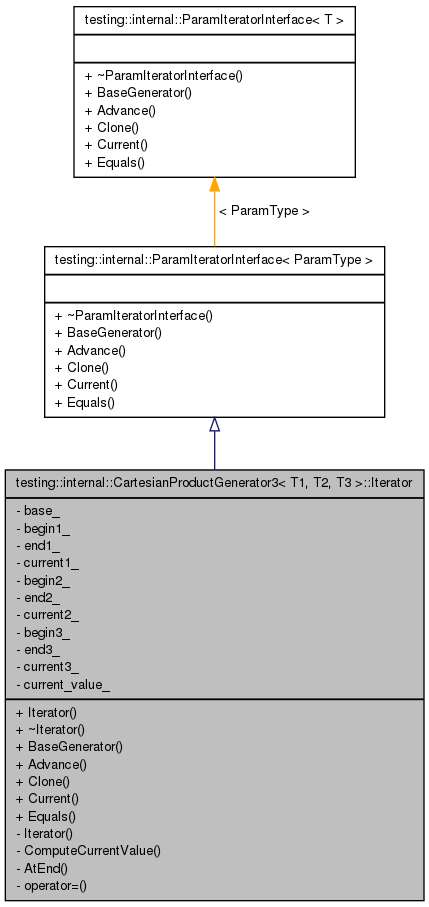 testing::internal::ParamIteratorInterface< T >
+ ~ParamIteratorInterface()
+ BaseGenerator()
+ Advance()
+ Clone()
+ Current()
+ Equals()
< ParamType >
testing::internal::ParamIteratorInterface< ParamType >
+ ~ParamIteratorInterface()
+ BaseGenerator()
+ Advance()
+ Clone()
+ Current()
+ Equals()
testing::internal::CartesianProductGenerator3< T1, T2, T3 >::Iterator
- base_
- begin1_
- end1_
- current1_
- begin2_
- end2_
- current2_
- begin3_
- end3_
- current3_
- current_value_
+ Iterator()
+ ~Iterator()
+ BaseGenerator()
+ Advance()
+ Clone()
+ Current()
+ Equals()
- Iterator()
- ComputeCurrentValue()
- AtEnd()
- operator=()